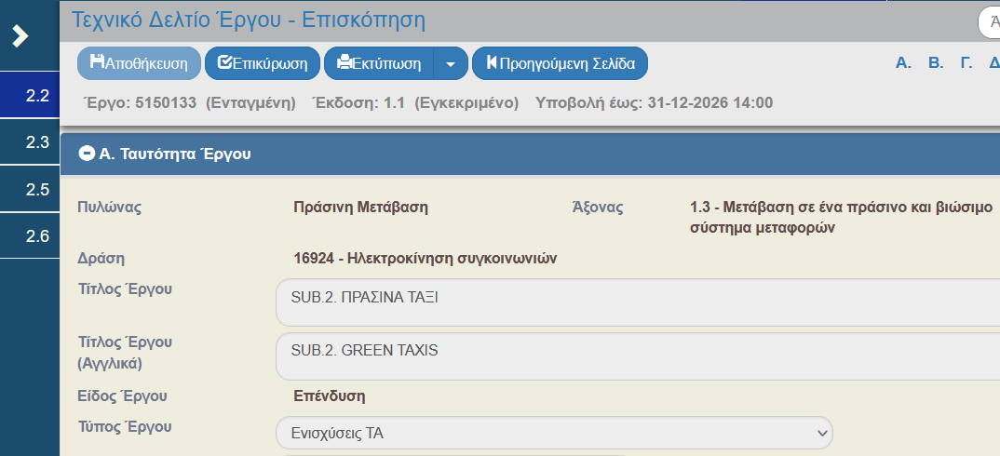 Τεχνικό Δελτίο Έργου - Επισκόπηση
Αποθήκευση Επικύρωση Εκτύπωση Προηγούμενη Σελίδα Α. Β. Γ. Δ
Έργο: 5150133 (Ενταγμένη) Έκδοση: 1.1 (Εγκεκριμένο) Υποβολή έως: 31-12-2026 14:00
2.2
2.3
2.5
2.6
Α. Ταυτότητα Έργου
Πυλώνας Πράσινη Μετάβαση Άξονας 1.3 - Μετάβαση σε ένα πράσινο και βιώσιμο
σύστημα μεταφορών
Δράση 16924 - Ηλεκτροκίνηση συγκοινωνιών
Τίτλος Έργου SUB.2. ΠΡΑΣΙΝΑ ΤΑΞΙ
Τίτλος Έργου SUB.2. GREEN TAXIS
(Αγγλικά)
Είδος Έργου Επένδυση
Τύπος Έργου Ενισχύσεις ΤΑ